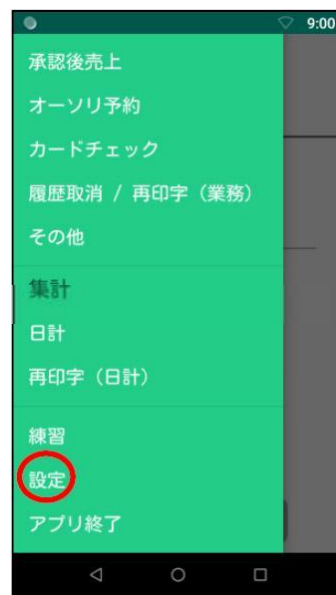 9:00
承認後売上
オーソリ予約
カードチェック
履歴取消 / 再印字（業務）
その他
集計
日計
再印字（日計）
練習
設定
アプリ終了